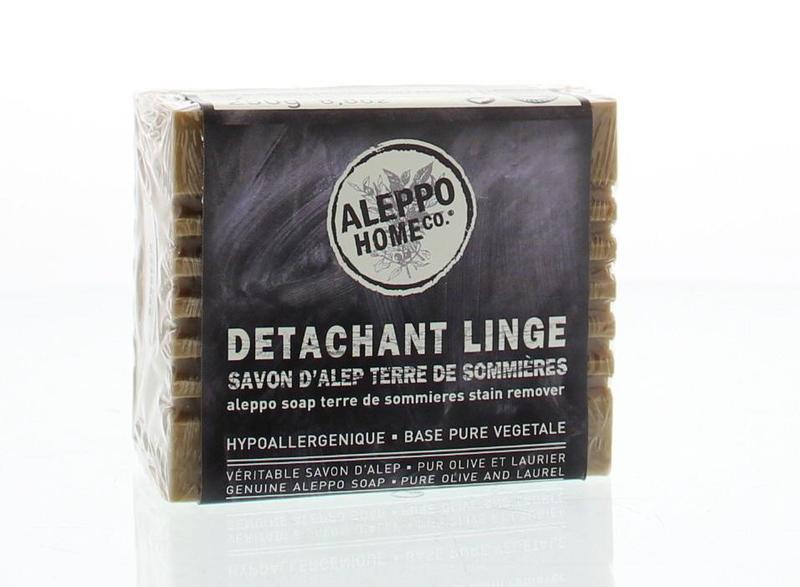 200g
ALEPPO
HOME CO.®
DETACHANT LINGE
SAVON D'ALEP TERRE DE SOMMIÈRES
aleppo soap terre de sommieres stain remover
HYPOALLERGENIQUE ▪ BASE PURE VEGETALE
VÉRITABLE SAVON D'ALEP ▪ PUR OLIVE ET LAURIER
GENUINE ALEPPO SOAP ▪ PURE OLIVE AND LAUREL